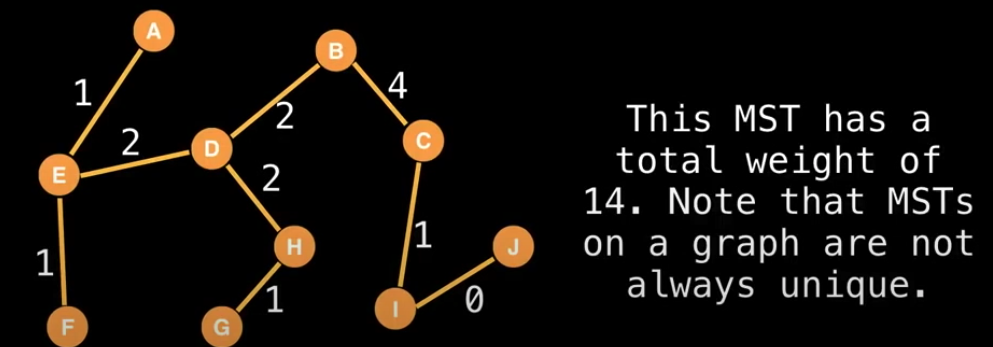 A
B
1
4
2
2
C
D
E
2
This MST has a
total weight of
14. Note that MSTs
on a graph are not
always unique.
H
J
1
1
1
0
I
F
G